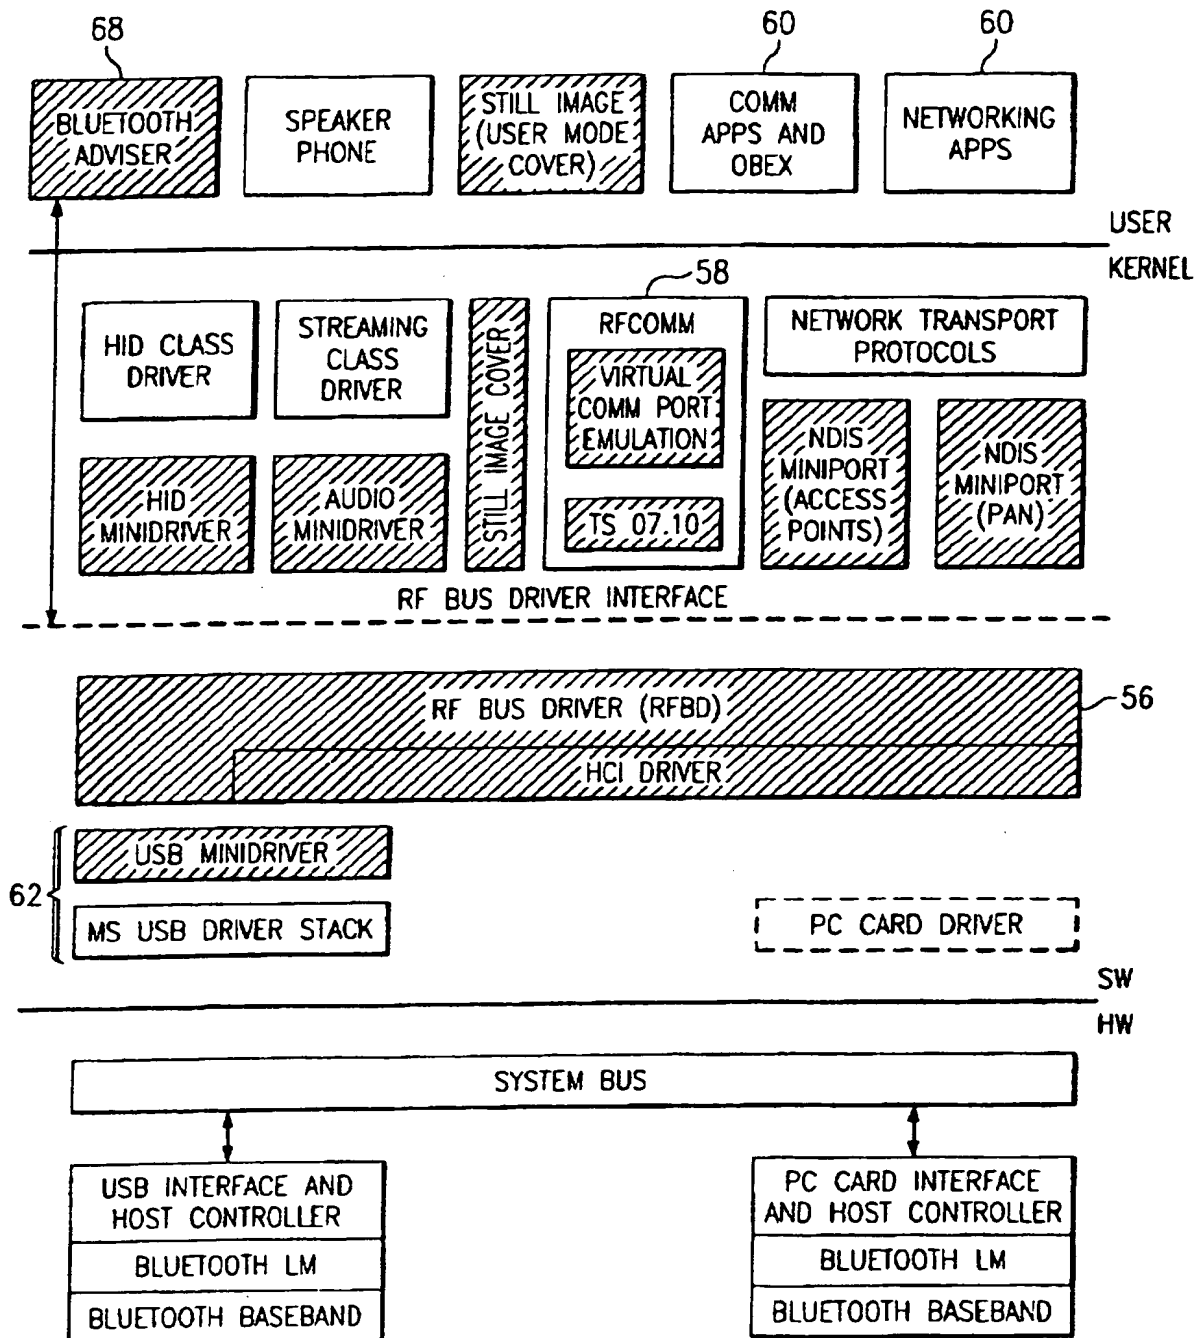 68
60
60
BLUETOOTH
ADVISER
SPEAKER
PHONE
STILL IMAGE
(USER MODE
COVER)
COMM
APPS AND
OBEX
NETWORKING
APPS
USER
KERNEL
58
HID CLASS
DRIVER
STREAMING
CLASS
DRIVER
STILL IMAGE COVER
RFCOMM
VIRTUAL
COMM PORT
EMULATION
TS 07.10
NETWORK TRANSPORT
PROTOCOLS
HID
MINIDRIVER
AUDIO
MINIDRIVER
NDIS
MINIPORT
(ACCESS
POINTS)
NDIS
MINIPORT
(PAN)
RF BUS DRIVER INTERFACE
RF BUS DRIVER (RFBD)
56
HCI DRIVER
62
USB MINIDRIVER
MS USB DRIVER STACK
PC CARD DRIVER
SW
HW
SYSTEM BUS
USB INTERFACE AND
HOST CONTROLLER
BLUETOOTH LM
BLUETOOTH BASEBAND
PC CARD INTERFACE
AND HOST CONTROLLER
BLUETOOTH LM
BLUETOOTH BASEBAND